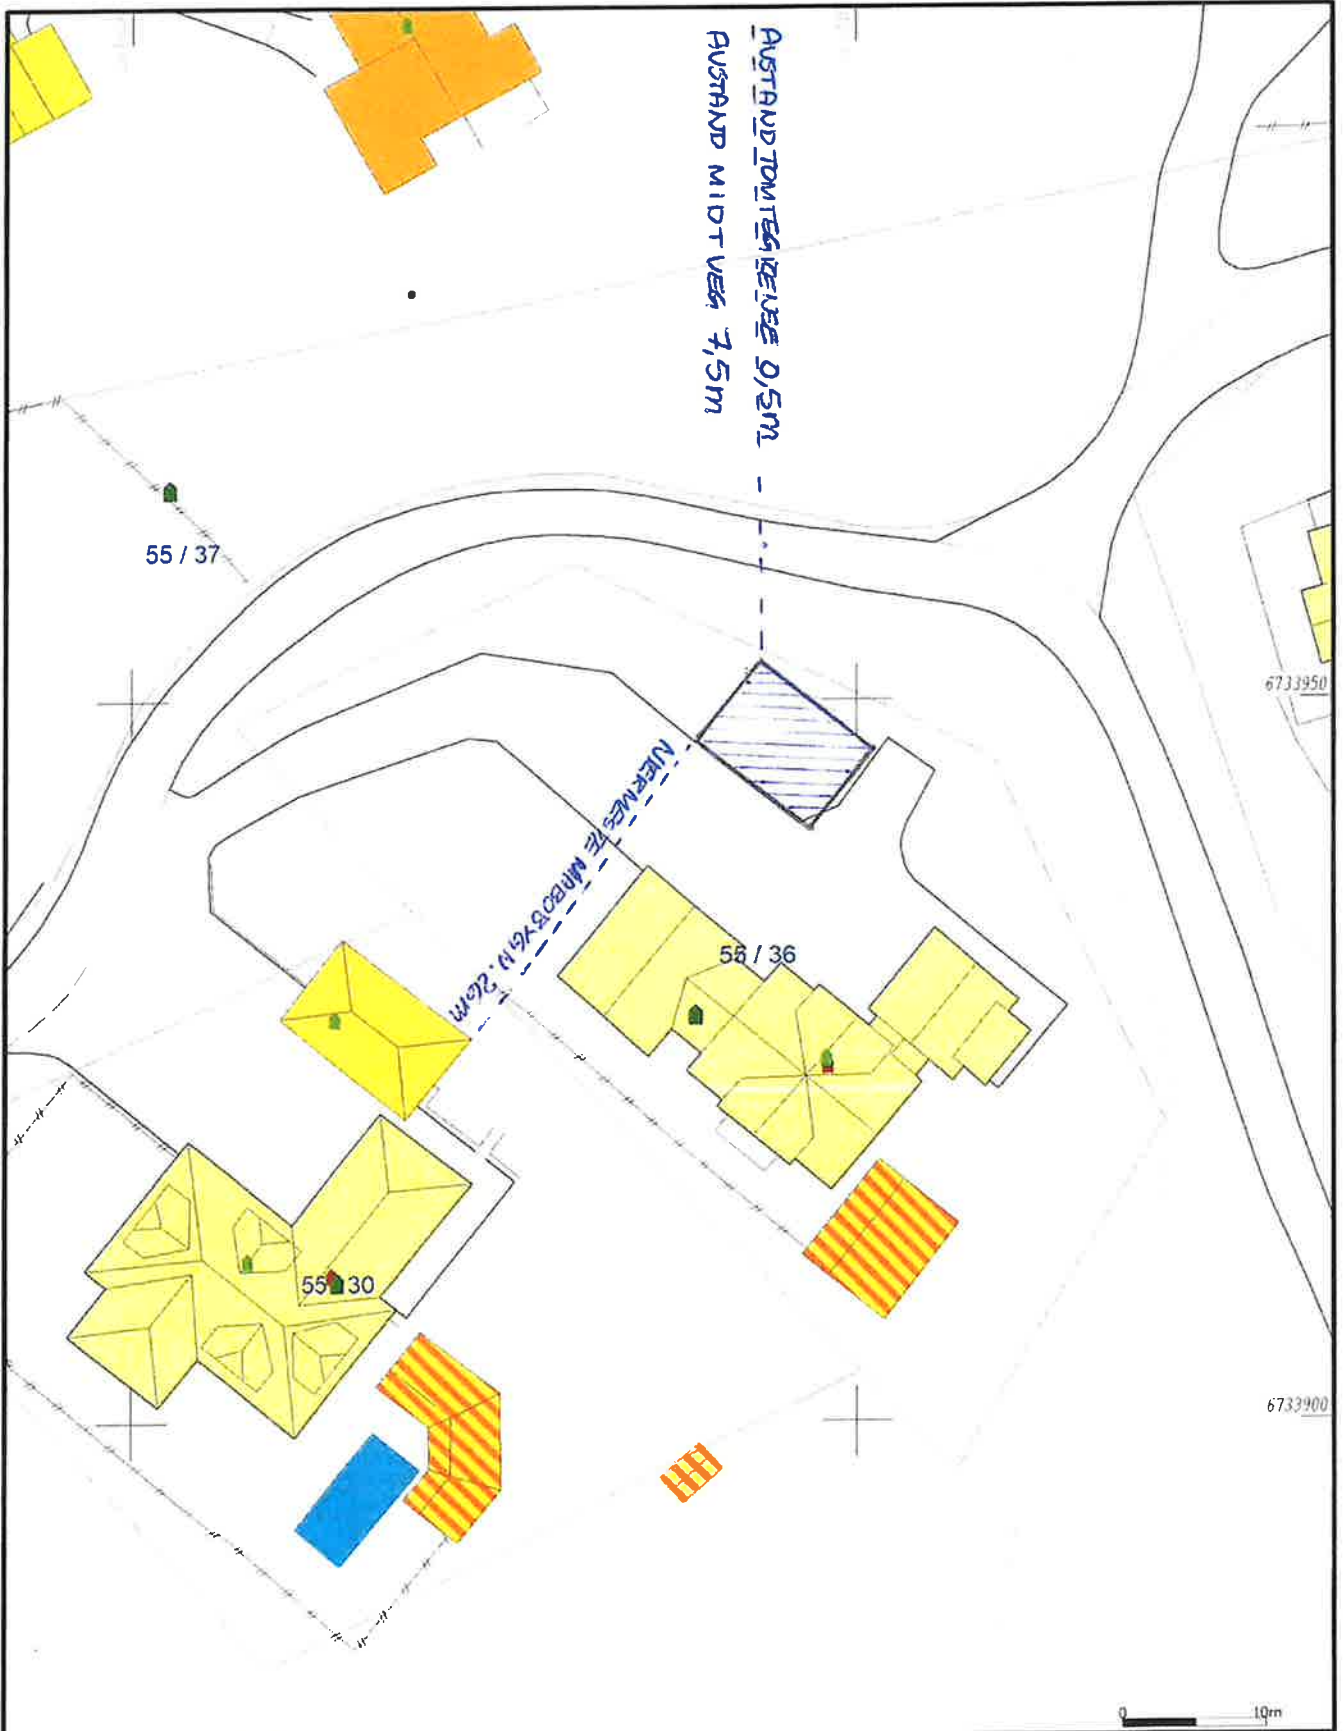 AVSTAND TOMTEGRENSE 0,5m
AVSTAND MIDT VEG 7,5m
55 / 37
6733950
NÆRMESTE NABOBYGN. 26m
55 / 36
55 / 30
6733900
0 10m